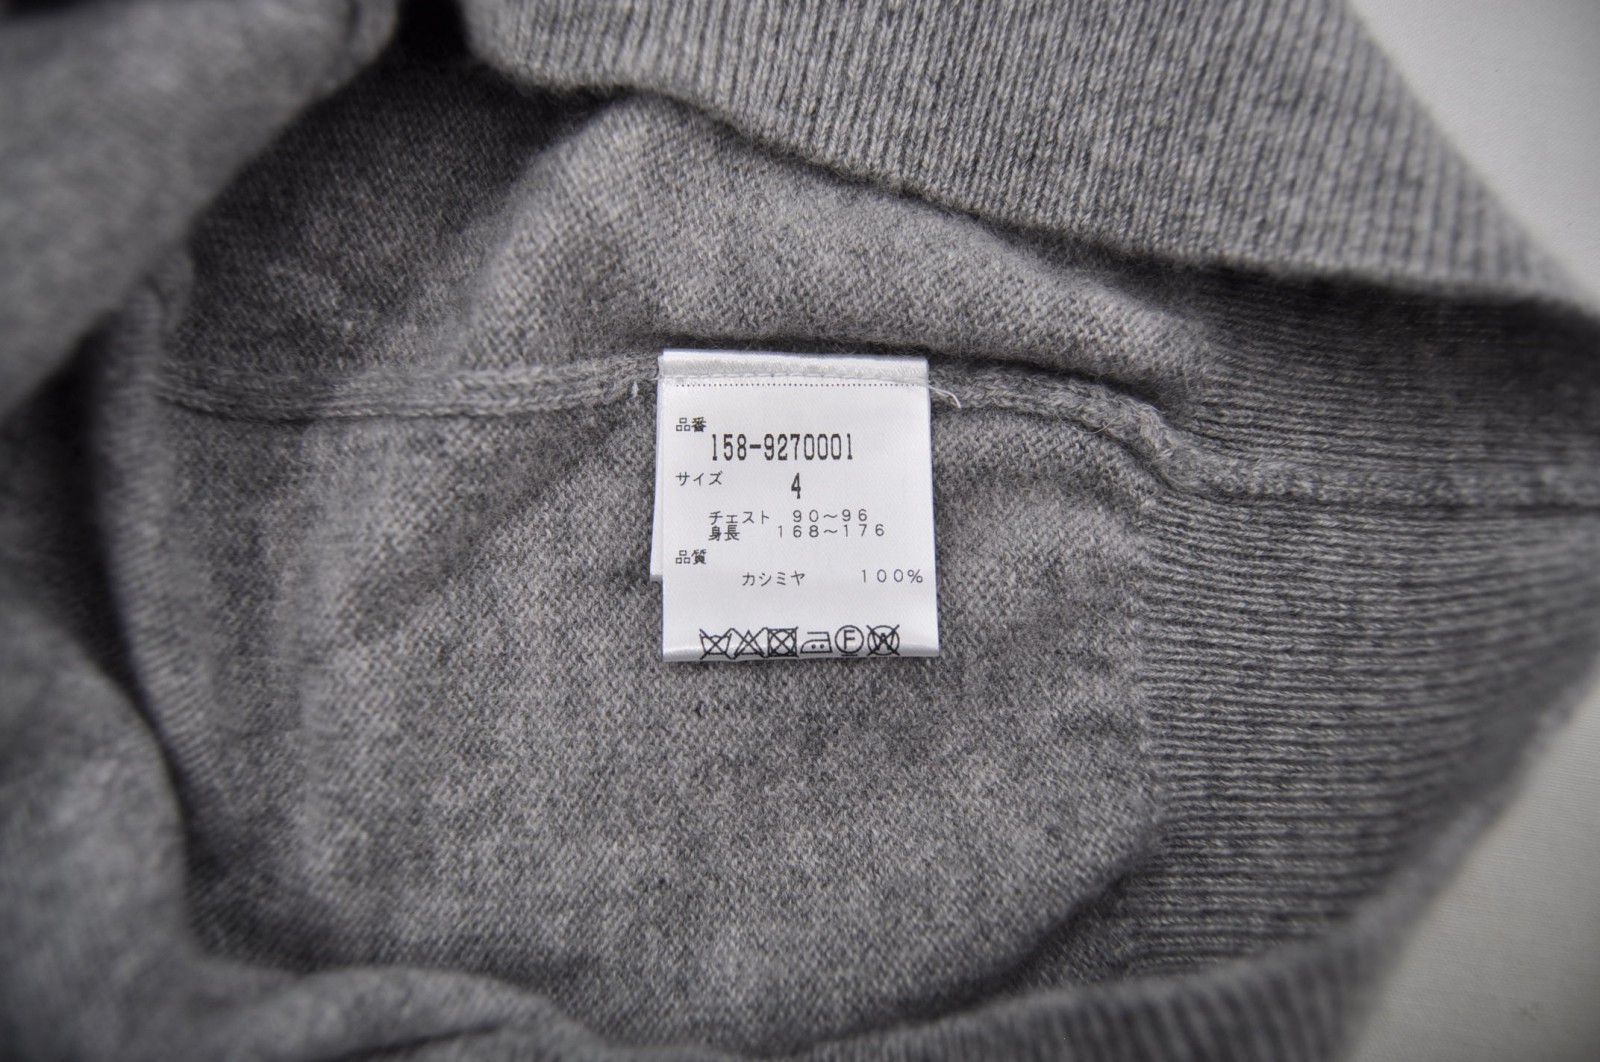 品番
158-9270001
サイズ 4
チェスト 90~96
身長 168~176
品質
カシミヤ 100%
F W